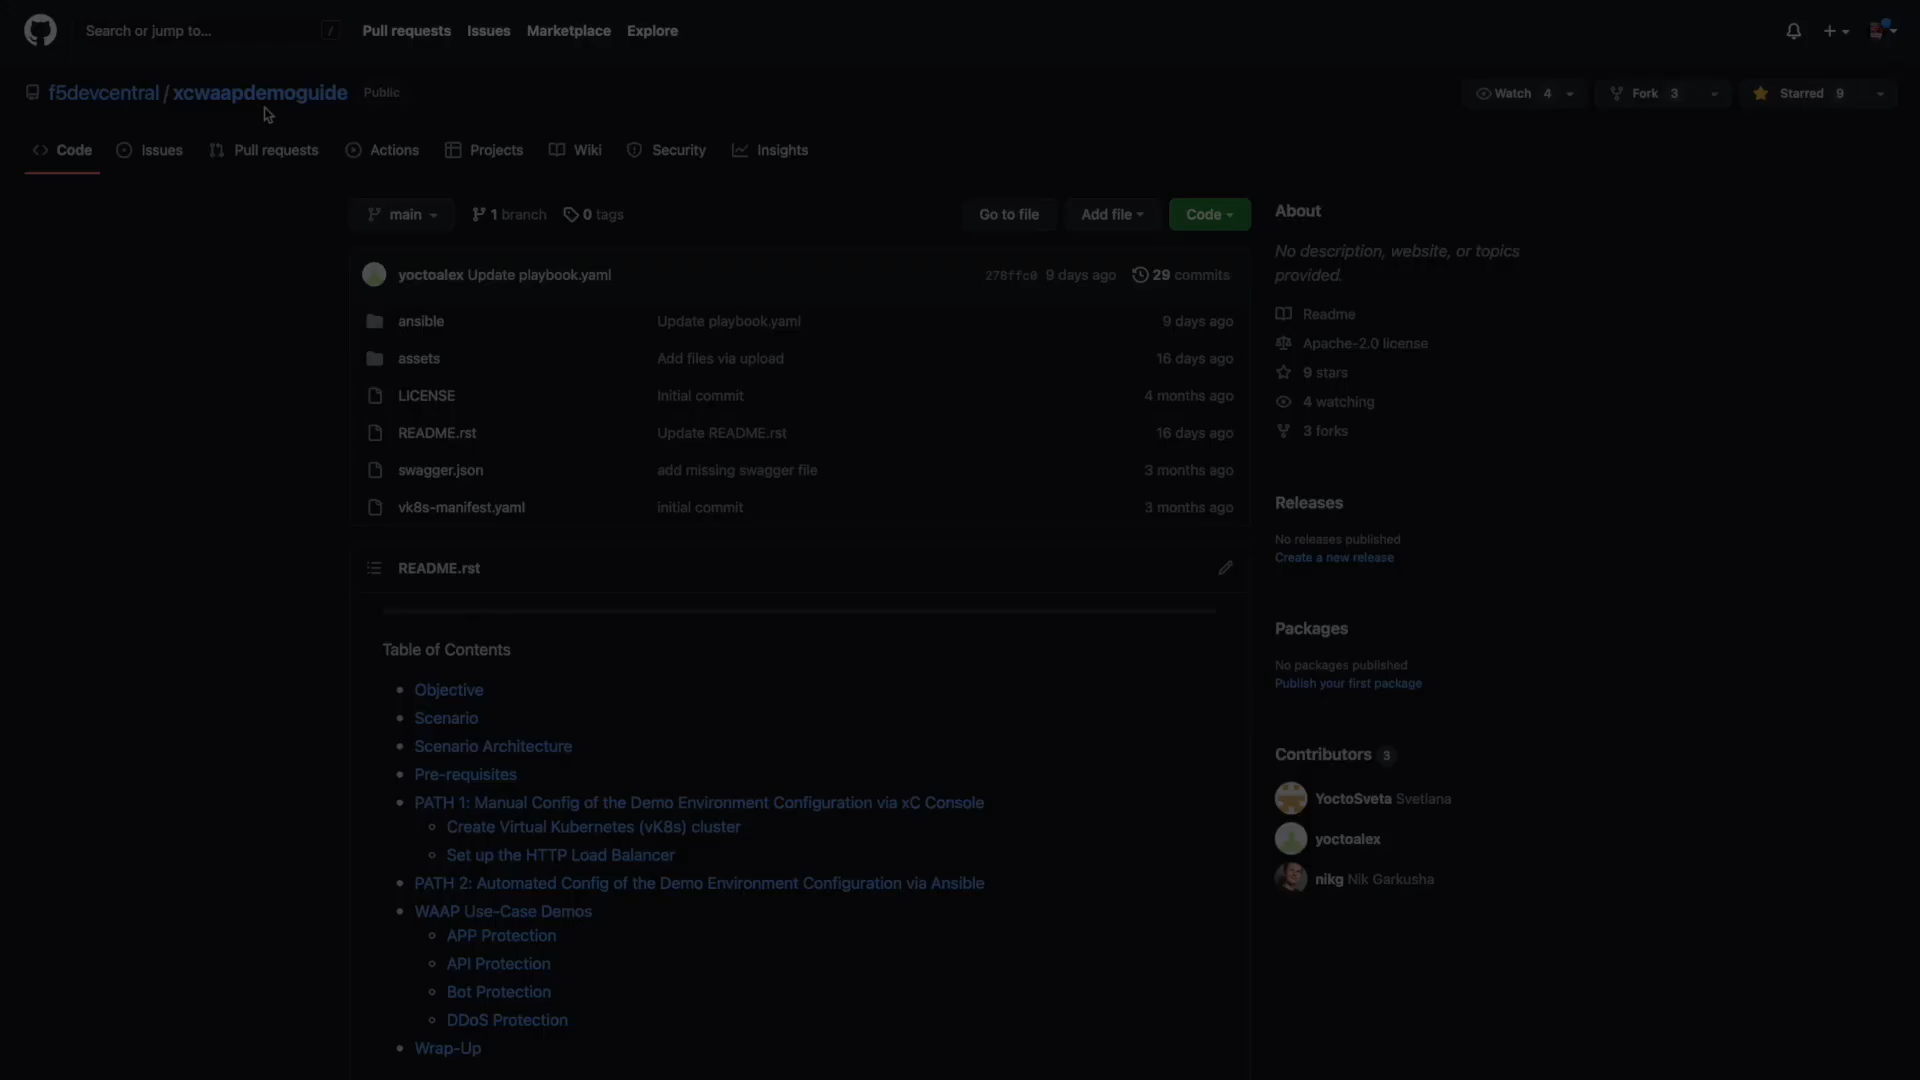 Search or jump to... / Pull requests Issues Marketplace Explore
f5devcentral / xcwaapdemoguide Public
Watch 4 Fork 3 Starred 9
Code Issues Pull requests Actions Projects Wiki Security Insights
main 1 branch 0 tags Go to file Add file Code
yoctoalex Update playbook.yaml 278ffc0 9 days ago 29 commits
ansible Update playbook.yaml 9 days ago
assets Add files via upload 16 days ago
LICENSE Initial commit 4 months ago
README.rst Update README.rst 16 days ago
swagger.json add missing swagger file 3 months ago
vk8s-manifest.yaml initial commit 3 months ago
README.rst
Table of Contents
Objective
Scenario
Scenario Architecture
Pre-requisites
PATH 1: Manual Config of the Demo Environment Configuration via xC Console
Create Virtual Kubernetes (vK8s) cluster
Set up the HTTP Load Balancer
PATH 2: Automated Config of the Demo Environment Configuration via Ansible
WAAP Use-Case Demos
APP Protection
API Protection
Bot Protection
DDoS Protection
Wrap-Up
About
No description, website, or topics
provided.
Readme
Apache-2.0 license
9 stars
4 watching
3 forks
Releases
No releases published
Create a new release
Packages
No packages published
Publish your first package
Contributors 3
YoctoSveta Svetlana
yoctoalex
nikg Nik Garkusha